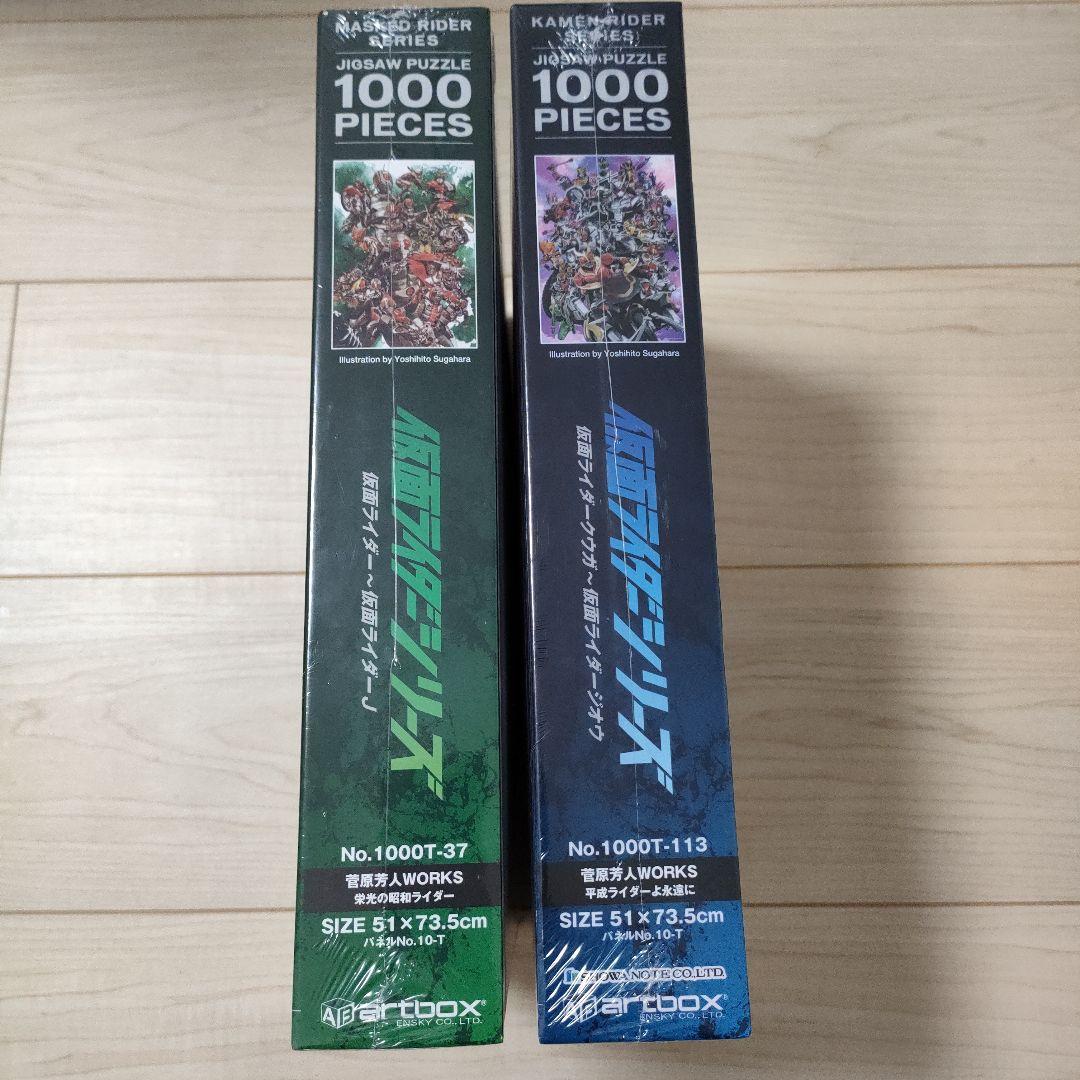 MASKED RIDER
SERIES
JIGSAW PUZZLE
1000
PIECES
Illustration by Yoshihito Sugahara
仮面ライダーシリーズ
仮面ライダー~仮面ライダーJ
No.1000T-37
菅原芳人WORKS
栄光の昭和ライダー
SIZE 51×73.5cm
パネルNo.10-T
AB artbox®
ENSKY CO., LTD.
KAMEN RIDER
SERIES
JIGSAW PUZZLE
1000
PIECES
Illustration by Yoshihito Sugahara
仮面ライダーシリーズ
仮面ライダークウガ~仮面ライダージオウ
No.1000T-113
菅原芳人WORKS
平成ライダーよ永遠に
SIZE 51×73.5cm
パネルNo.10-T
SHOWA NOTE CO.,LTD.
AB artbox®
ENSKY CO., LTD.